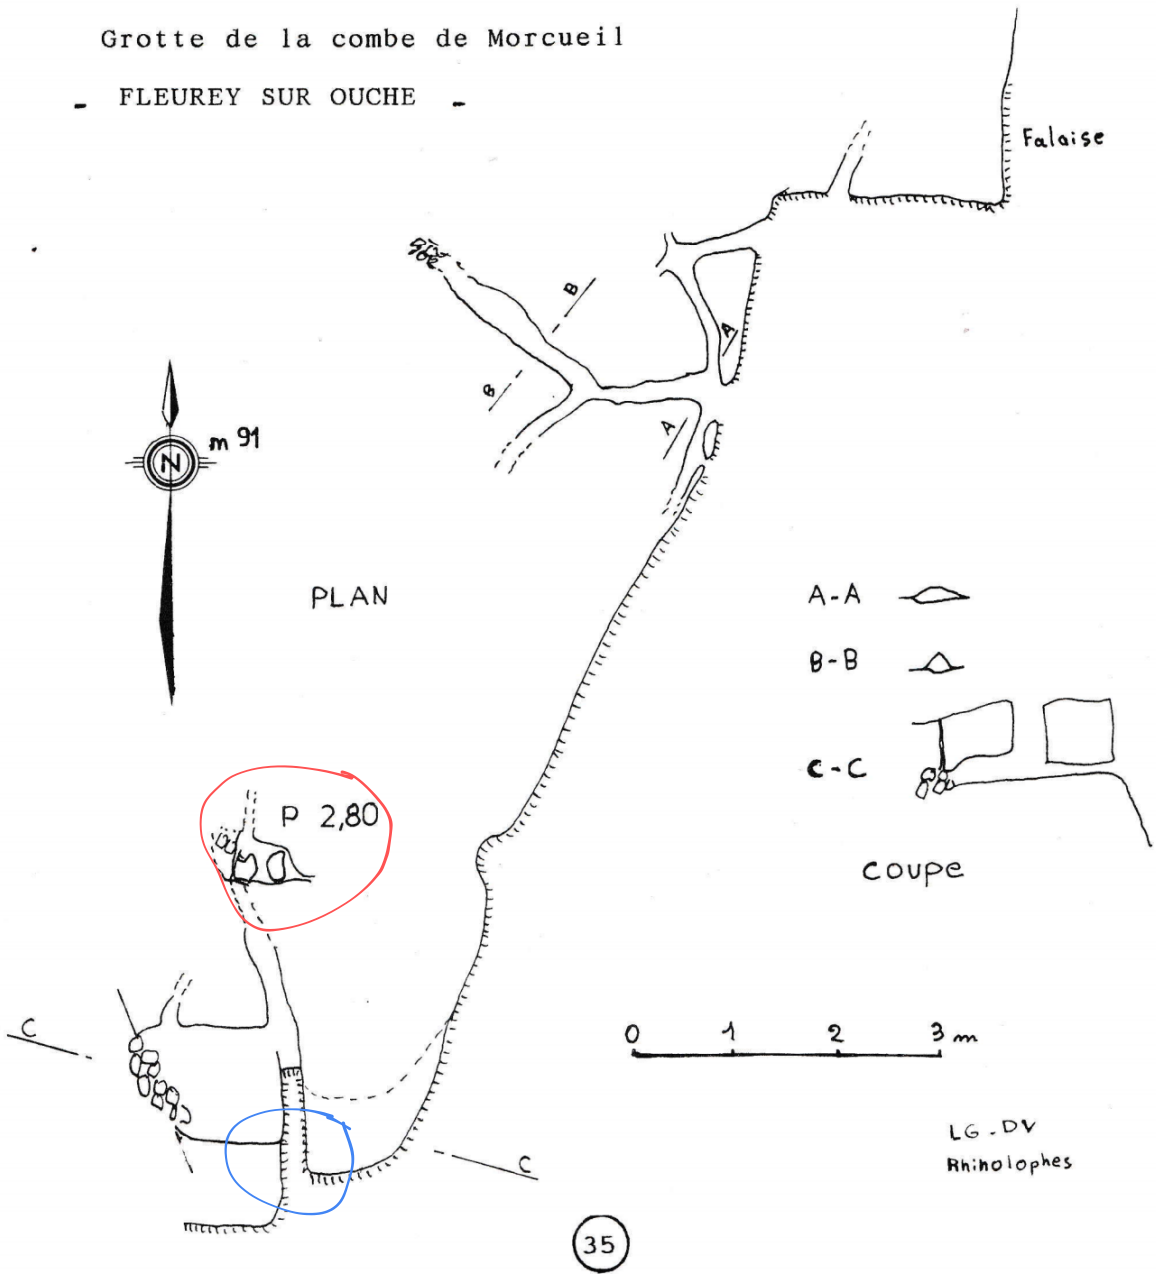 Grotte de la combe de Morcueil
- FLEUREY SUR OUCHE -
Falaise
B
A
B
A
N
m 91
PLAN
A-A
B-B
C-C
COUPE
P 2,80
C
0 1 2 3 m
C
LG-DV
Rhinolophes
35